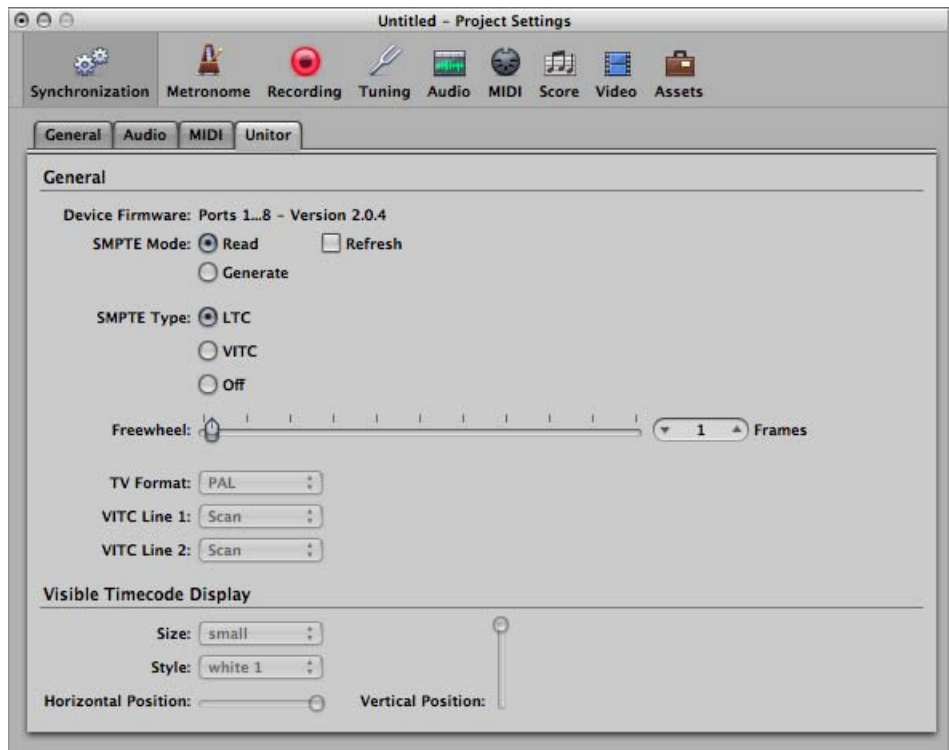 Untitled – Project Settings
Synchronization Metronome Recording Tuning Audio MIDI Score Video Assets
General Audio MIDI Unitor
General
Device Firmware: Ports 1...8 – Version 2.0.4
SMPTE Mode: Read Refresh
Generate
SMPTE Type: LTC
VITC
Off
Freewheel: 1 Frames
TV Format: PAL
VITC Line 1: Scan
VITC Line 2: Scan
Visible Timecode Display
Size: small
Style: white 1
Horizontal Position: Vertical Position: